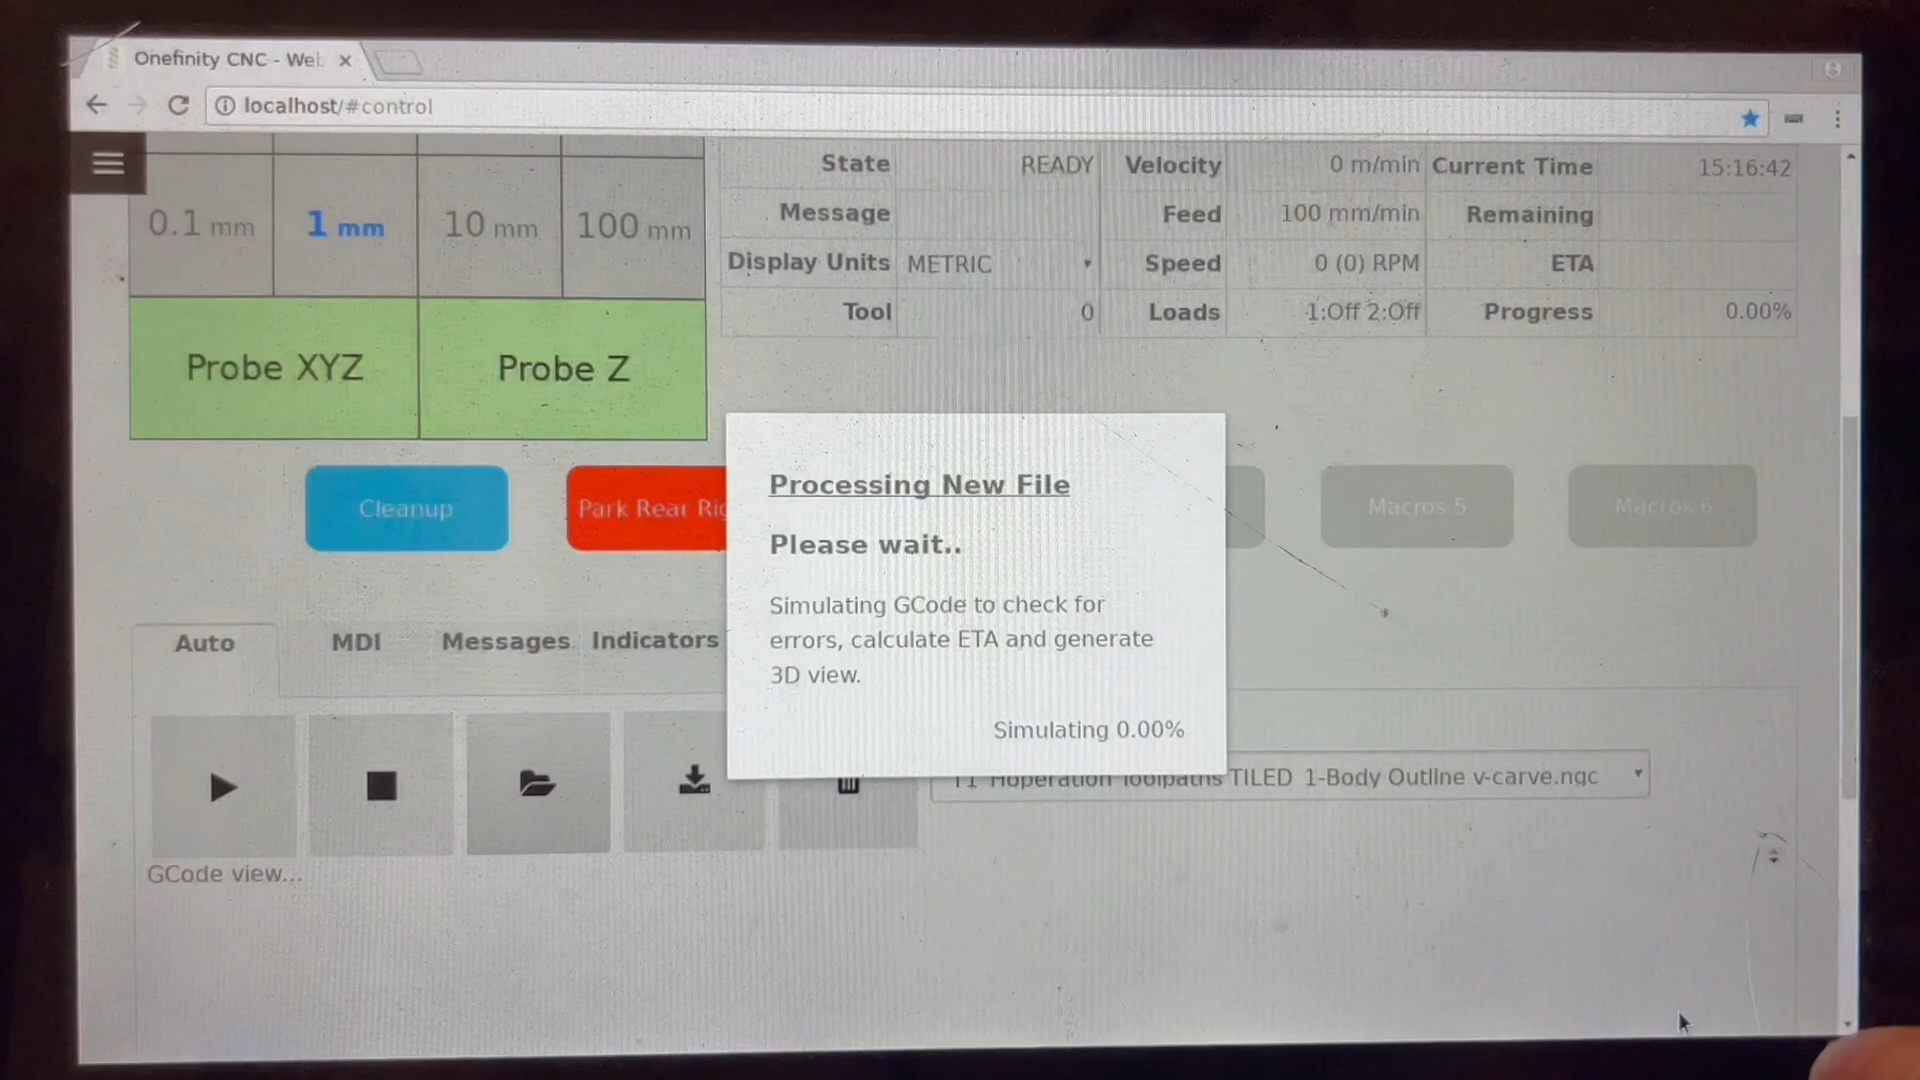 Onefinity CNC - Web
localhost/#control
State READY Velocity 0 m/min Current Time 15:16:42
0.1 mm 1 mm 10 mm 100 mm
Message Feed 100 mm/min Remaining
Display Units METRIC Speed 0 (0) RPM ETA
Tool 0 Loads 1:Off 2:Off Progress 0.00%
Probe XYZ Probe Z
Cleanup Park Rear Macros 5 Macros 6
Processing New File
Please wait..
Simulating GCode to check for
errors, calculate ETA and generate
3D view.
Simulating 0.00%
Auto MDI Messages Indicators
T1 Hoperation Toolpaths TILED 1-Body Outline v-carve.ngc
GCode view...